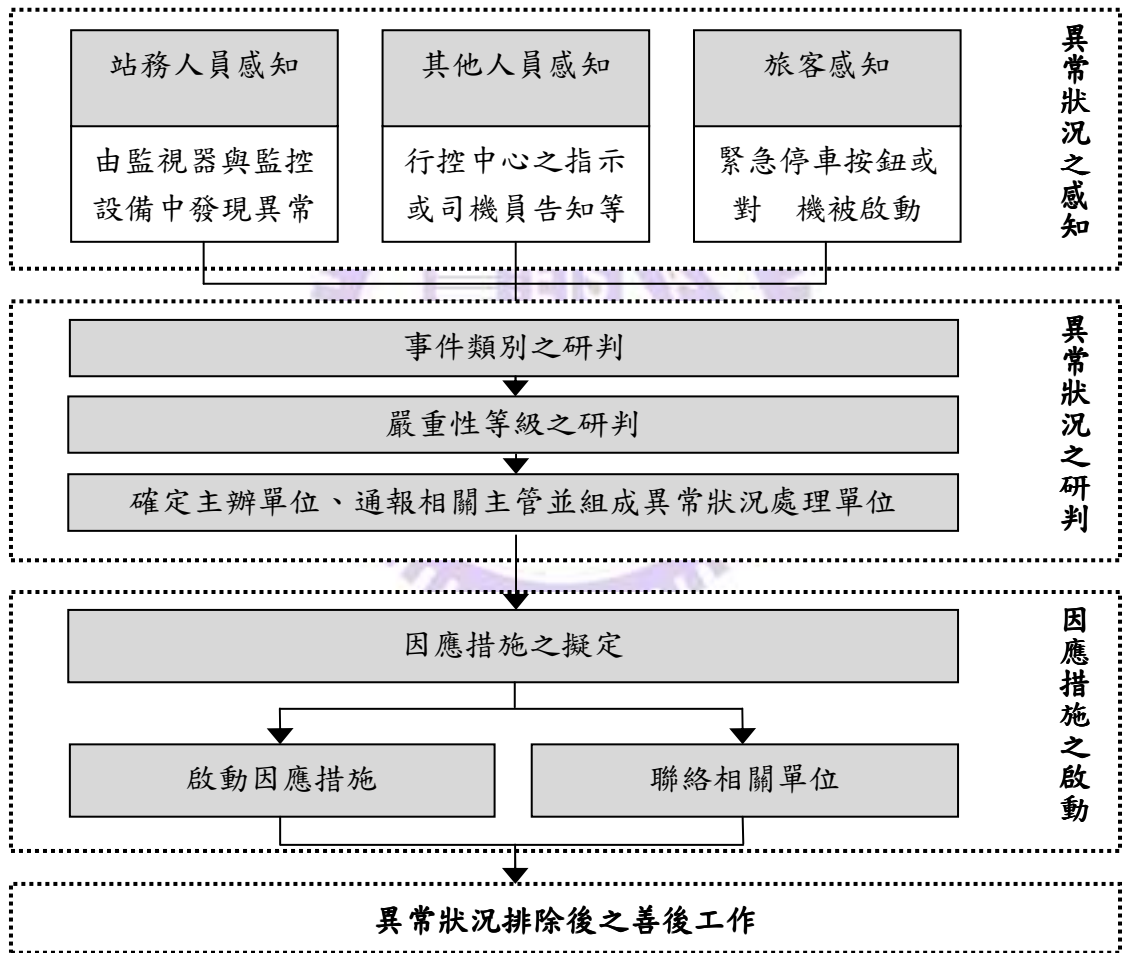 站務人員感知
其他人員感知
旅客感知
由監視器與監控
設備中發現異常
行控中心之指示
或司機員告知等
緊急停車按鈕或
對 機被啟動
異常狀況之感知
事件類別之研判
嚴重性等級之研判
確定主辦單位、通報相關主管並組成異常狀況處理單位
異常狀況之研判
因應措施之擬定
啟動因應措施
聯絡相關單位
因應措施之啟動
異常狀況排除後之善後工作